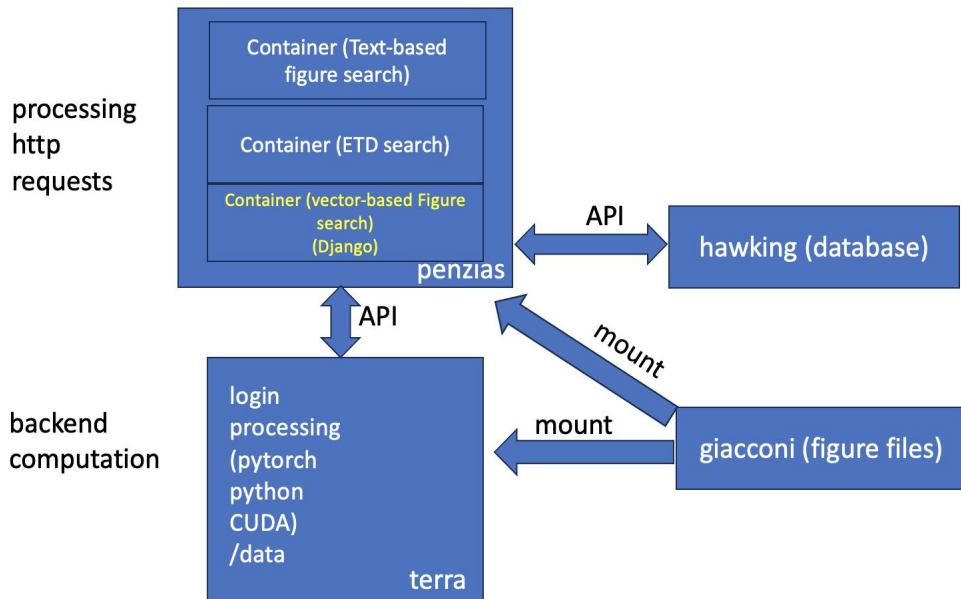 Container (Text-based
figure search)
processing
http
requests
Container (ETD search)
Container (vector-based Figure
search)
(Django)
penzias
API
hawking (database)
API
mount
login
processing
(pytorch
python
CUDA)
/data
terra
backend
computation
mount
giacconi (figure files)